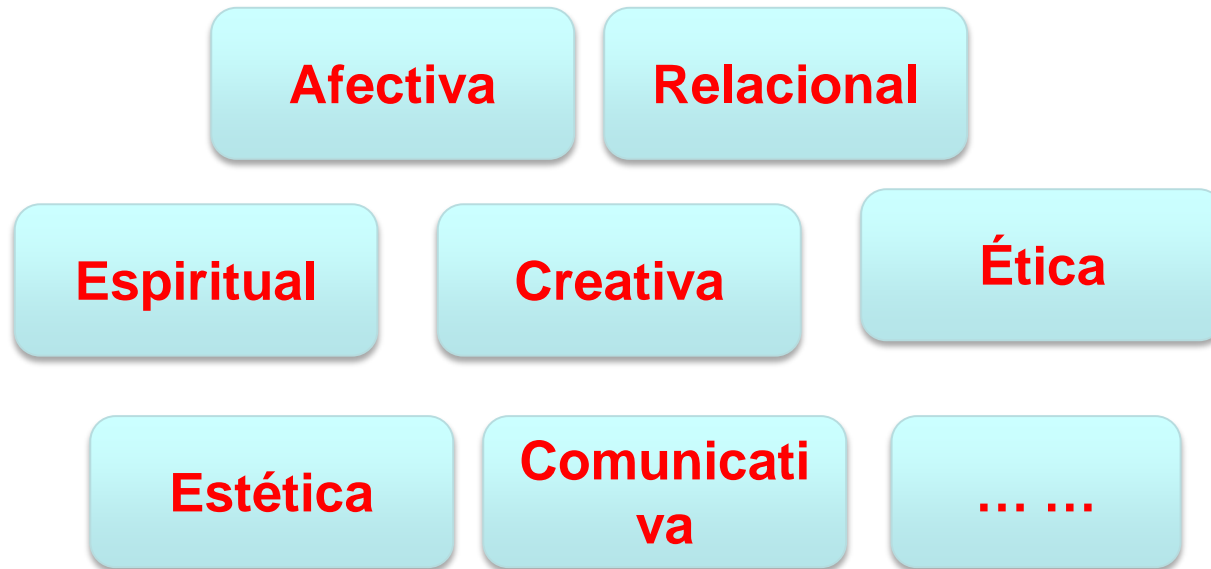 Afectiva
Relacional
Espiritual
Creativa
Ética
Estética
Comunicati
va
... ...